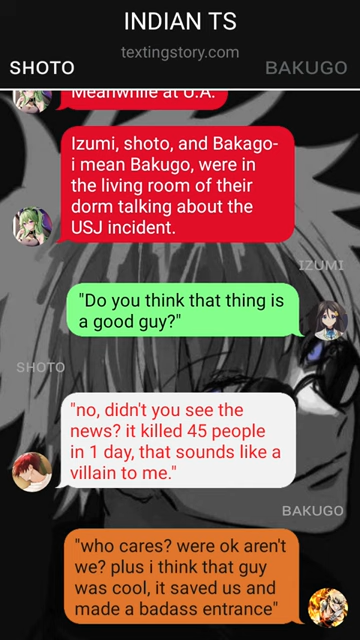 INDIAN TS
textingstory.com
SHOTO
BAKUGO
Meanwhile at U.A.
Izumi, shoto, and Bakago-
i mean Bakugo, were in
the living room of their
dorm talking about the
USJ incident.
IZUMI
"Do you think that thing is
a good guy?"
SHOTO
"no, didn't you see the
news? it killed 45 people
in 1 day, that sounds like a
villain to me."
BAKUGO
"who cares? were ok aren't
we? plus i think that guy
was cool, it saved us and
made a badass entrance"